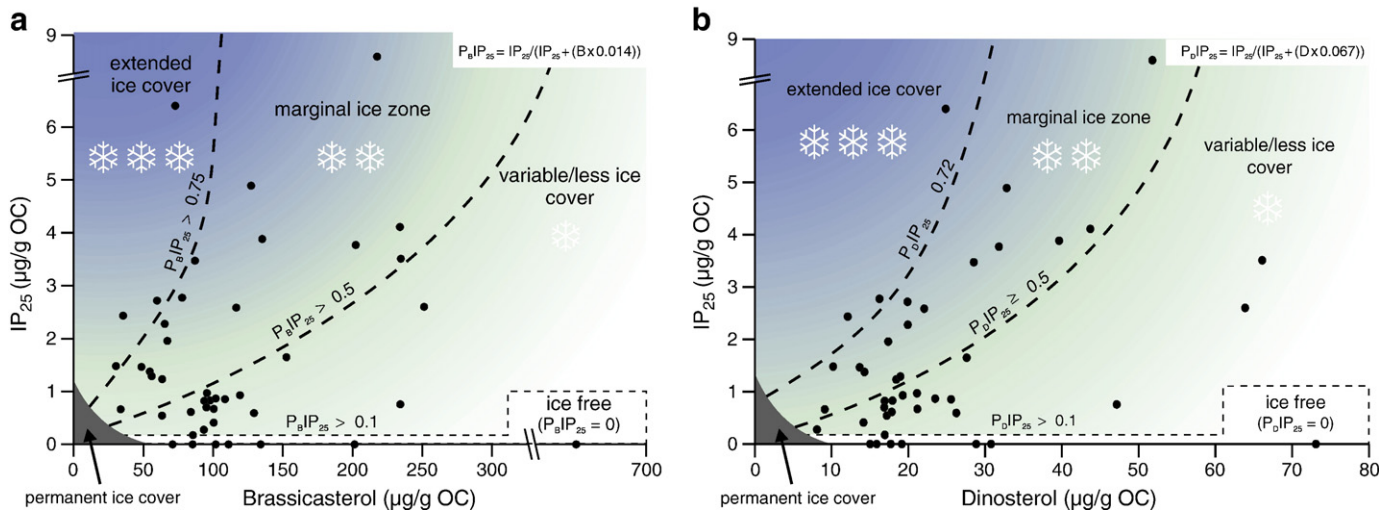 a
9
6
5
4
3
2
1
0
IP25 (µg/g OC)
extended
ice cover
marginal ice zone
variable/less ice
cover
PBIP25 = IP25/(IP25 + (B x 0.014))
PBIP25 > 0.75
PBIP25 > 0.5
PBIP25 > 0.1
ice free
(PBIP25 = 0)
0 50 100 150 200 250 300 700
permanent ice cover
Brassicasterol (µg/g OC)
b
9
6
5
4
3
2
1
0
IP25 (µg/g OC)
extended ice cover
marginal ice zone
variable/less ice
cover
PDIP25 = IP25/(IP25 + (D x 0.067))
PDIP25 0.72
PDIP25 ≥ 0.5
PDIP25 > 0.1
ice free
(PDIP25 = 0)
0 10 20 30 40 50 60 70 80
permanent ice cover
Dinosterol (µg/g OC)